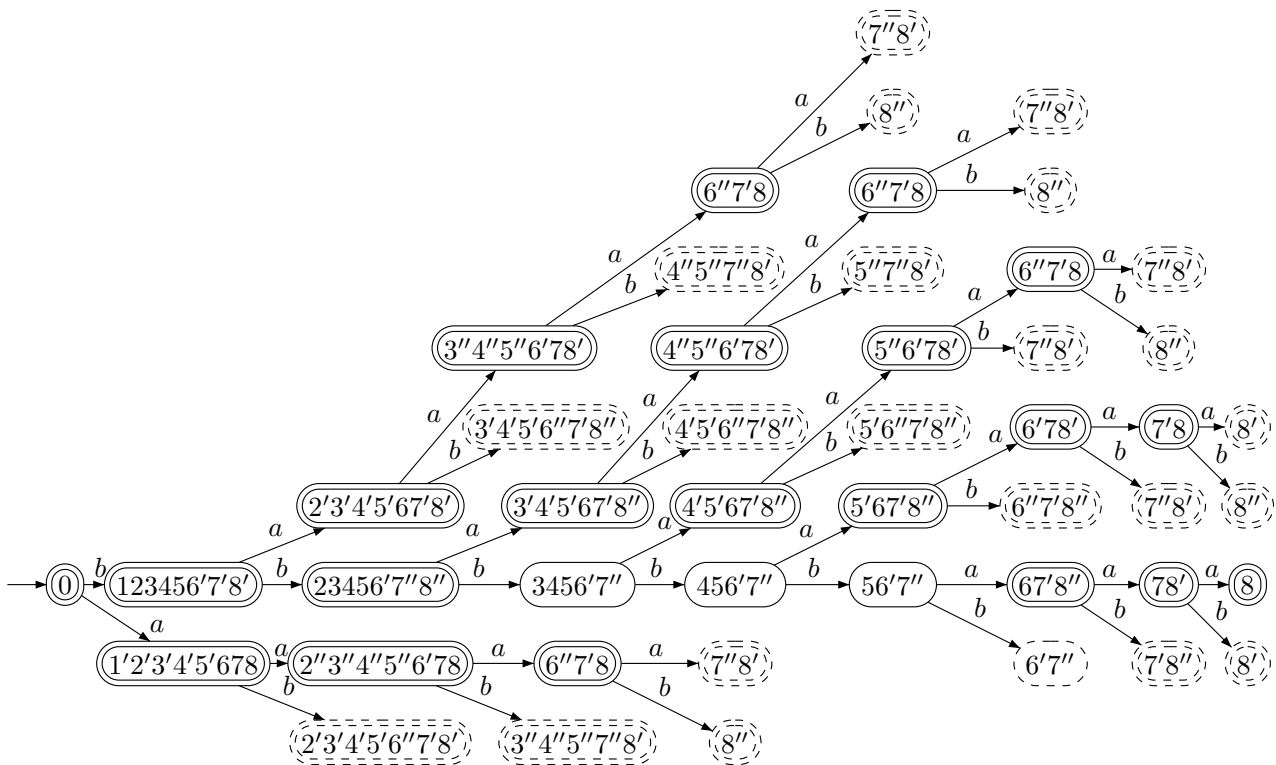 7″8′
a
8″
7″8′
b
a
6″7′8
6″7′8
b
8″
a
4″5″7″8′
a
5″7″8′
6″7′8
a
7″8′
b
b
a
b
3″4″5″6′78′
4″5″6′78′
5″6′78′
b
7″8′
8″
a
3′4′5′6″7′8″
a
4′5′6″7′8″
a
5′6″7′8″
6′78′
a
7′8
a
8′
b
b
b
a
b
b
2′3′4′5′67′8′
3′4′5′67′8″
4′5′67′8″
5′67′8″
b
6″7′8″
7″8′
8″
a
a
a
a
0
b
123456′7′8′
b
23456′7″8″
b
3456′7″
b
456′7″
b
56′7″
a
67′8″
a
78′
a
8
a
b
b
b
1′2′3′4′5′678
a
2″3″4″5″6′78
a
6″7′8
a
7″8′
6′7″
7′8″
8′
b
b
b
2′3′4′5′6″7′8′
3″4″5″7″8′
8″